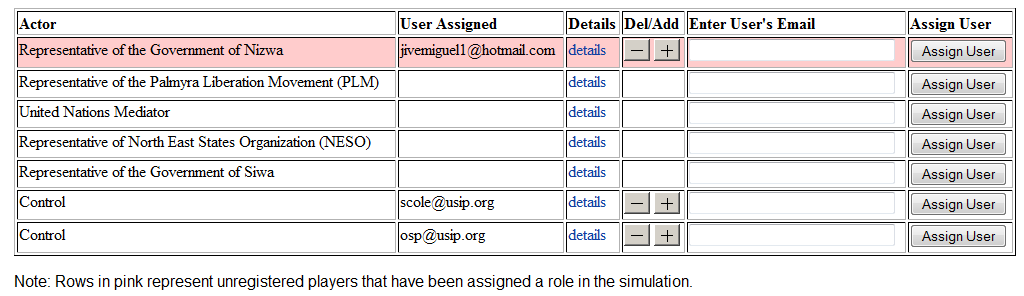 Actor User Assigned Details Del/Add Enter User's Email Assign User
Representative of the Government of Nizwa jivemiguel1@hotmail.com details − + Assign User
Representative of the Palmyra Liberation Movement (PLM) details Assign User
United Nations Mediator details Assign User
Representative of North East States Organization (NESO) details Assign User
Representative of the Government of Siwa details Assign User
Control scole@usip.org details − + Assign User
Control osp@usip.org details − + Assign User
Note: Rows in pink represent unregistered players that have been assigned a role in the simulation.